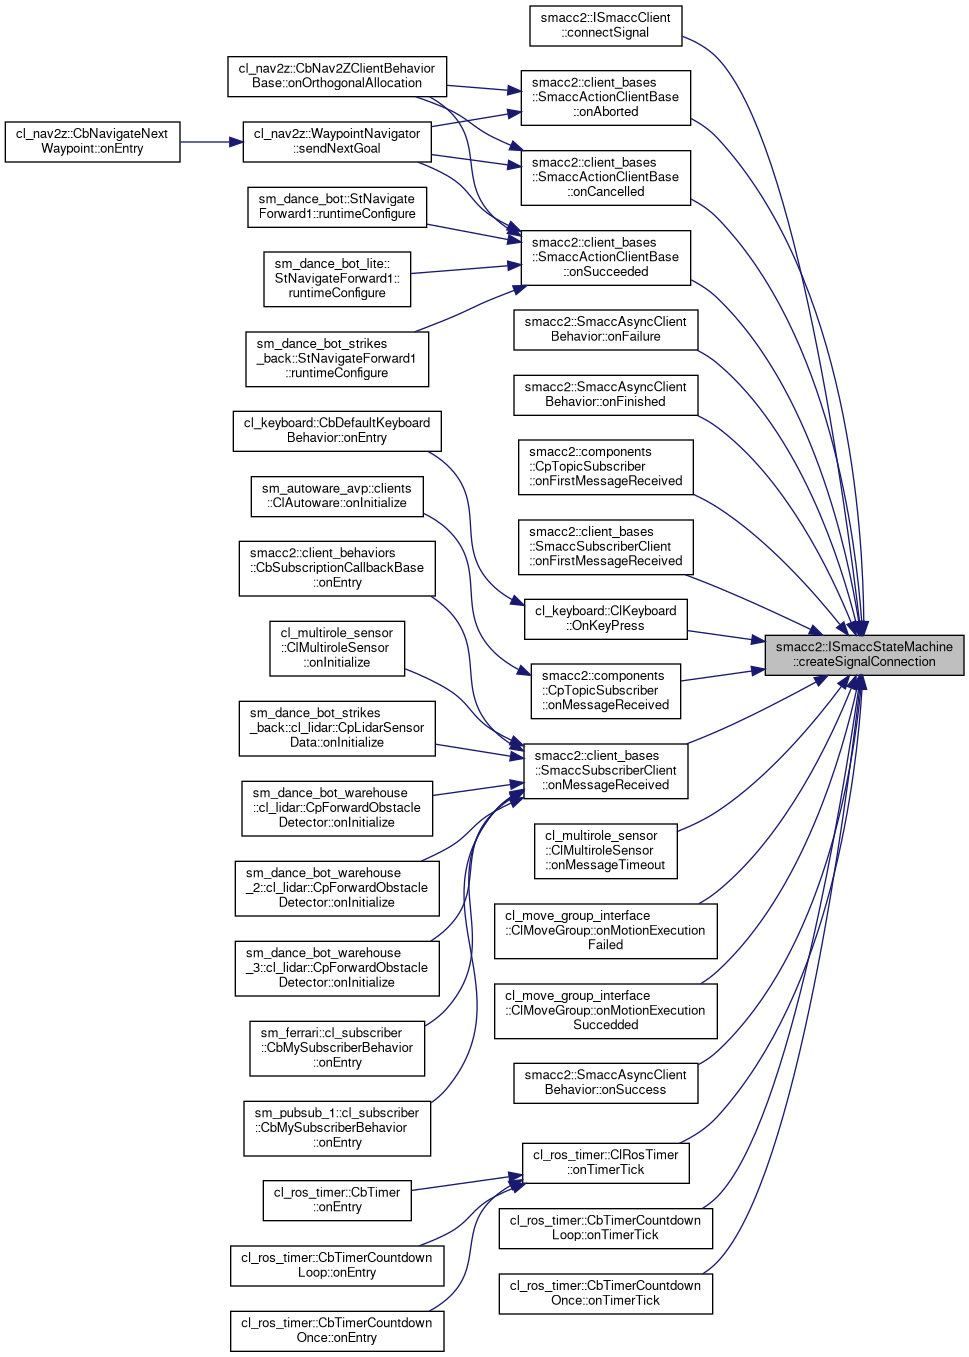 smacc2::ISmaccClient
::connectSignal
cl_nav2z::CbNav2ZClientBehavior
Base::onOrthogonalAllocation
smacc2::client_bases
::SmaccActionClientBase
::onAborted
cl_nav2z::CbNavigateNext
Waypoint::onEntry
cl_nav2z::WaypointNavigator
::sendNextGoal
smacc2::client_bases
::SmaccActionClientBase
::onCancelled
sm_dance_bot::StNavigate
Forward1::runtimeConfigure
smacc2::client_bases
::SmaccActionClientBase
::onSucceeded
sm_dance_bot_lite::
StNavigateForward1::
runtimeConfigure
smacc2::SmaccAsyncClient
Behavior::onFailure
sm_dance_bot_strikes
_back::StNavigateForward1
::runtimeConfigure
smacc2::SmaccAsyncClient
Behavior::onFinished
cl_keyboard::CbDefaultKeyboard
Behavior::onEntry
smacc2::components
::CpTopicSubscriber
::onFirstMessageReceived
sm_autoware_avp::clients
::ClAutoware::onInitialize
smacc2::client_bases
::SmaccSubscriberClient
::onFirstMessageReceived
smacc2::client_behaviors
::CbSubscriptionCallbackBase
::onEntry
cl_keyboard::ClKeyboard
::OnKeyPress
cl_multirole_sensor
::ClMultiroleSensor
::onInitialize
smacc2::ISmaccStateMachine
::createSignalConnection
smacc2::components
::CpTopicSubscriber
::onMessageReceived
sm_dance_bot_strikes
_back::cl_lidar::CpLidarSensor
Data::onInitialize
smacc2::client_bases
::SmaccSubscriberClient
::onMessageReceived
sm_dance_bot_warehouse
::cl_lidar::CpForwardObstacle
Detector::onInitialize
cl_multirole_sensor
::ClMultiroleSensor
::onMessageTimeout
sm_dance_bot_warehouse
_2::cl_lidar::CpForwardObstacle
Detector::onInitialize
cl_move_group_interface
::ClMoveGroup::onMotionExecution
Failed
sm_dance_bot_warehouse
_3::cl_lidar::CpForwardObstacle
Detector::onInitialize
cl_move_group_interface
::ClMoveGroup::onMotionExecution
Succedded
sm_ferrari::cl_subscriber
::CbMySubscriberBehavior
::onEntry
smacc2::SmaccAsyncClient
Behavior::onSuccess
sm_pubsub_1::cl_subscriber
::CbMySubscriberBehavior
::onEntry
cl_ros_timer::ClRosTimer
::onTimerTick
cl_ros_timer::CbTimer
::onEntry
cl_ros_timer::CbTimerCountdown
Loop::onTimerTick
cl_ros_timer::CbTimerCountdown
Loop::onEntry
cl_ros_timer::CbTimerCountdown
Once::onTimerTick
cl_ros_timer::CbTimerCountdown
Once::onEntry